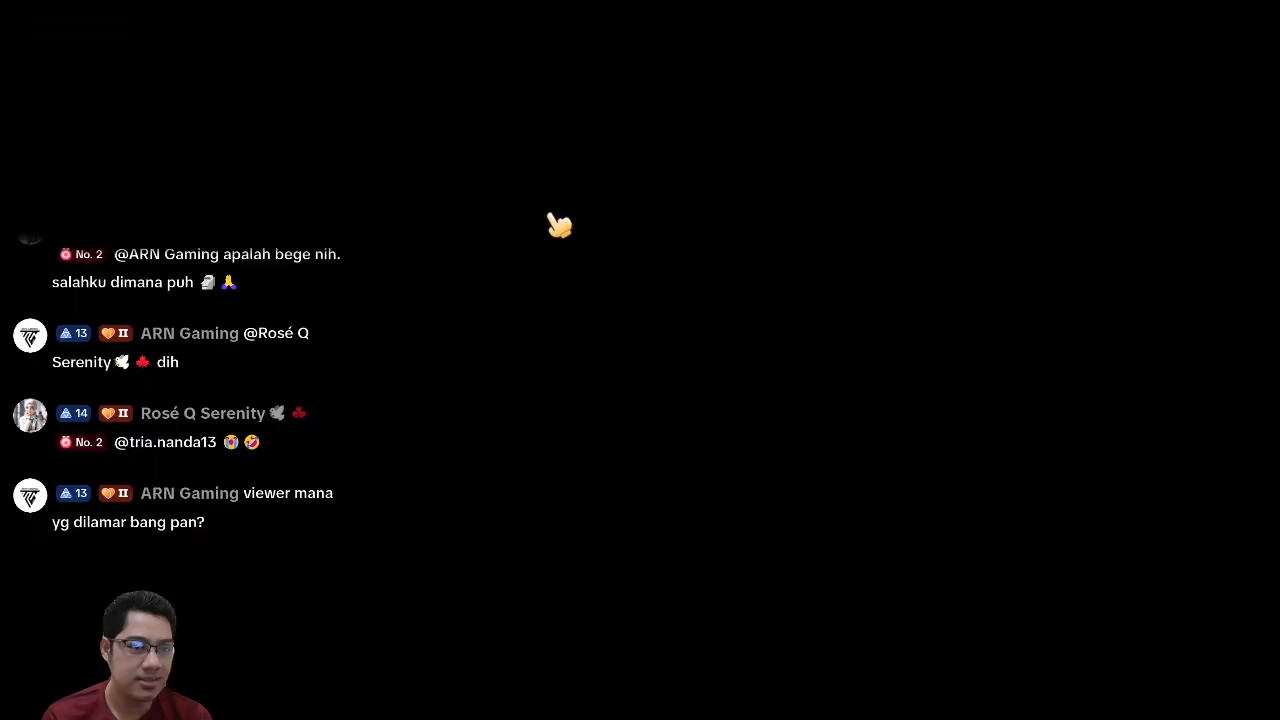 No. 2 @ARN Gaming apalah bege nih.
salahku dimana puh 🗿 🙏
13 II ARN Gaming @Rosé Q
Serenity🕊 🍁 dih
14 II Rosé Q Serenity🕊 🍁
No. 2 @tria.nanda13 😭 🤣
13 II ARN Gaming viewer mana
yg dilamar bang pan?